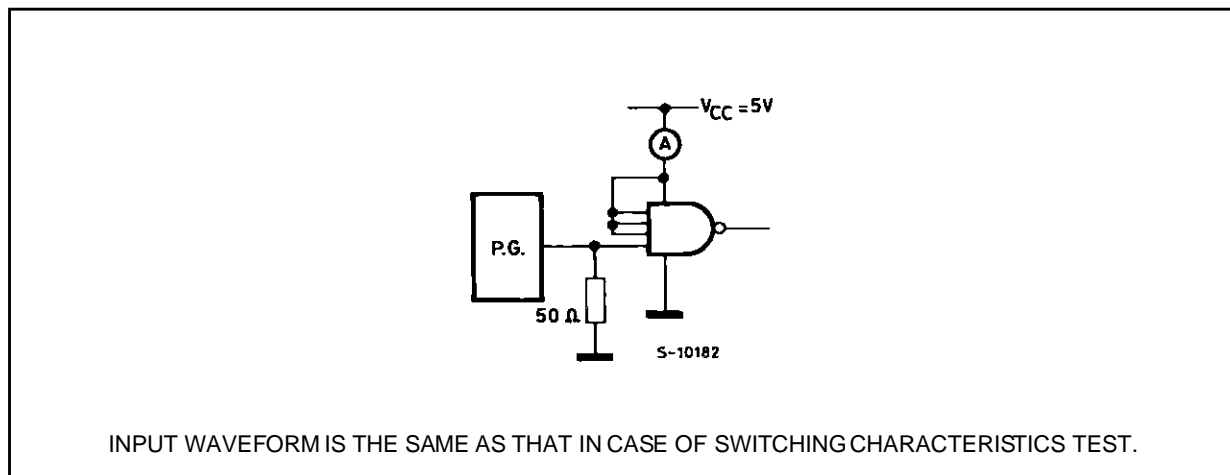 VCC = 5V
A
P.G.
50 Ω
S-10182
INPUT WAVEFORM IS THE SAME AS THAT IN CASE OF SWITCHING CHARACTERISTICS TEST.